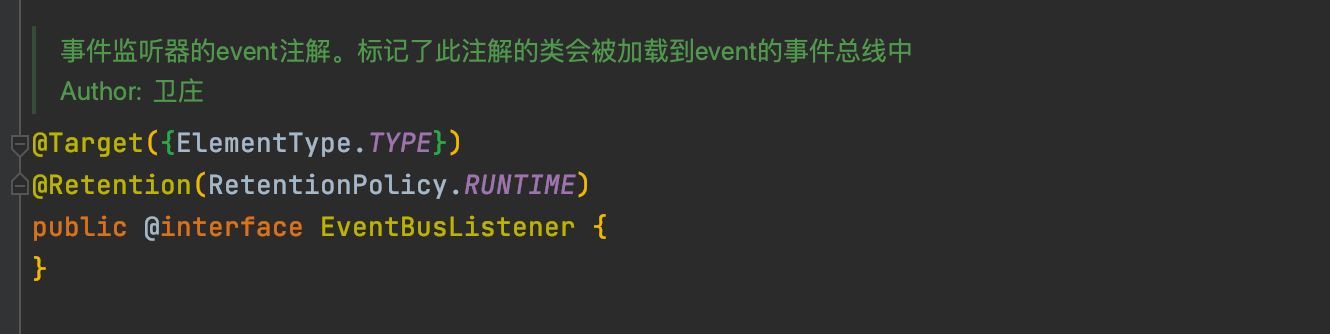 事件监听器的event注解。标记了此注解的类会被加载到event的事件总线中
Author: 卫庄
@Target({ElementType.TYPE})
@Retention(RetentionPolicy.RUNTIME)
public @interface EventBusListener {
}